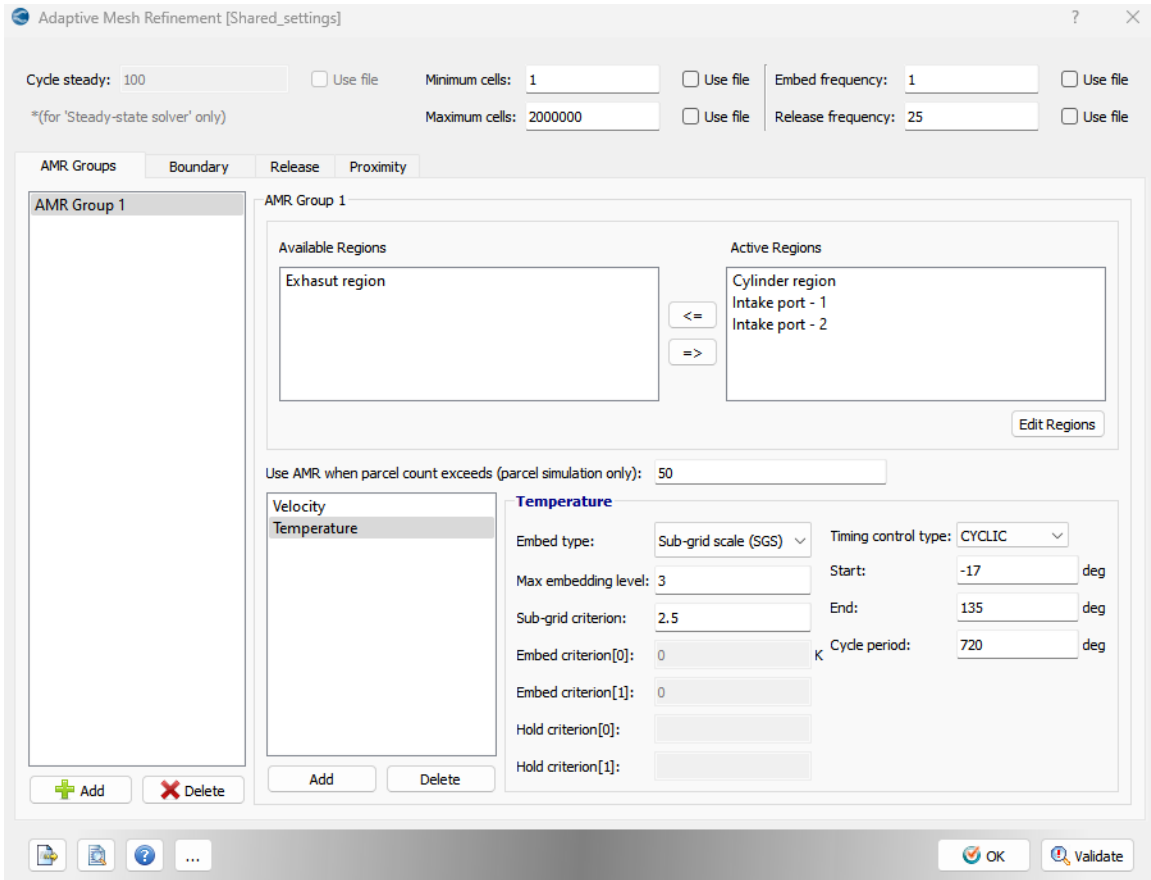 Adaptive Mesh Refinement [Shared_settings]
?
Cycle steady: 100 Use file
*(for 'Steady-state solver' only)
Minimum cells: 1 Use file
Maximum cells: 2000000 Use file
Embed frequency: 1 Use file
Release frequency: 25 Use file
AMR Groups Boundary Release Proximity
AMR Group 1
Add Delete
AMR Group 1
Available Regions
Exhasut region
<=
=>
Active Regions
Cylinder region
Intake port - 1
Intake port - 2
Edit Regions
Use AMR when parcel count exceeds (parcel simulation only): 50
Velocity
Temperature
Add Delete
Temperature
Embed type: Sub-grid scale (SGS)
Max embedding level: 3
Sub-grid criterion: 2.5
Embed criterion[0]: 0 K
Embed criterion[1]: 0
Hold criterion[0]:
Hold criterion[1]:
Timing control type: CYCLIC
Start: -17 deg
End: 135 deg
Cycle period: 720 deg
? ... OK Validate